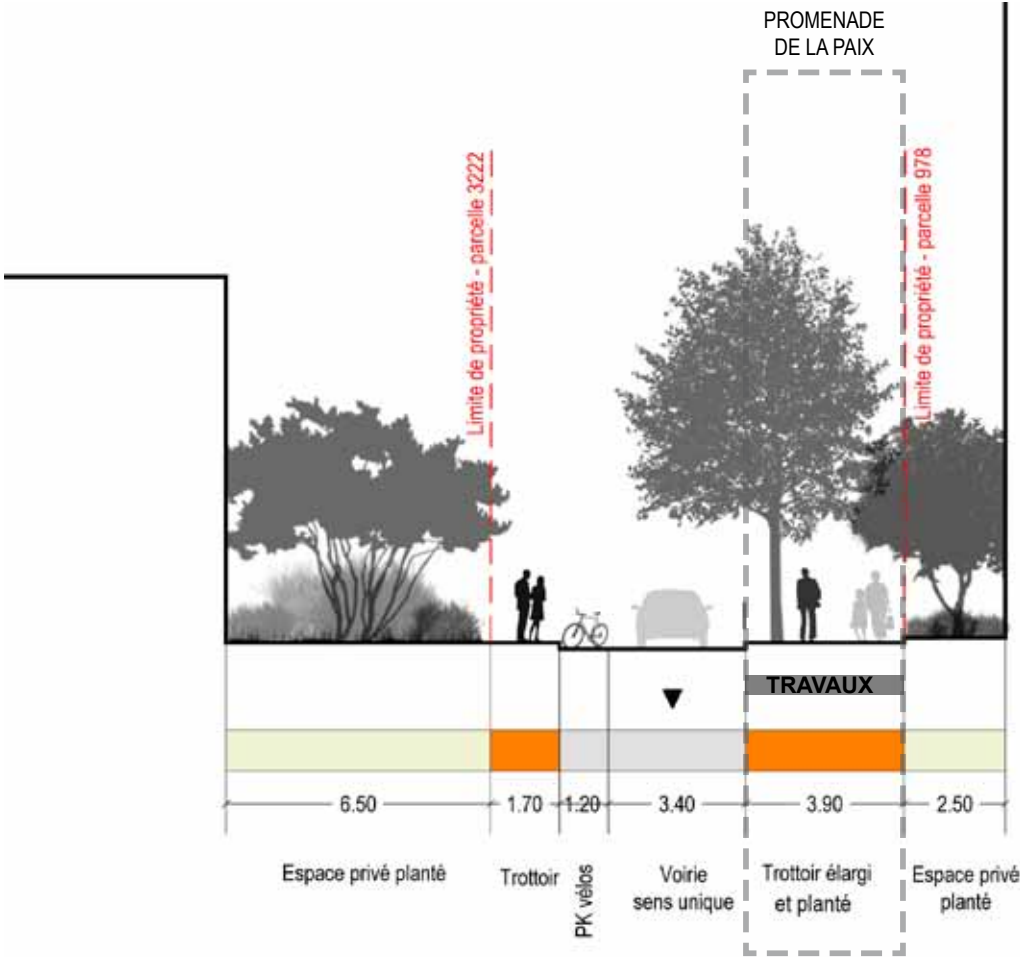 PROMENADE
DE LA PAIX
Limite de propriété - parcelle 3222
Limite de propriété - parcelle 978
TRAVAUX
6.50
1.70
1.20
3,40
3.90
2.50
Espace privé planté
Trottoir
PK vélos
Voirie
sens unique
Trottoir élargi
et planté
Espace privé
planté